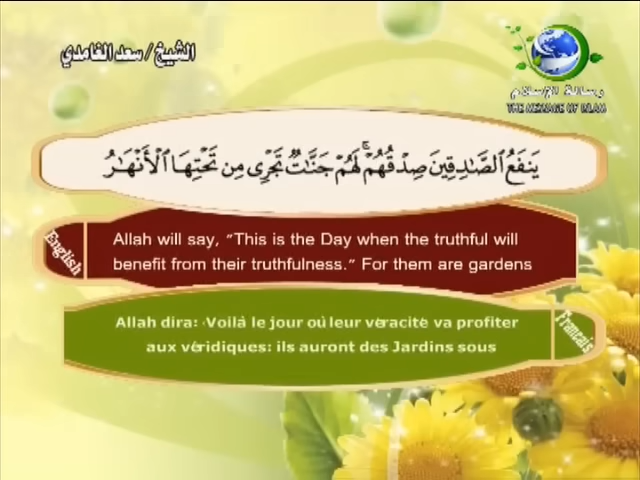 الشيخ / سعد الغامدي
رسالة الإسلام
THE MESSAGE OF ISLAM
يَنفَعُ ٱلصَّـٰدِقِينَ صِدْقُهُمْ ۚ لَهُمْ جَنَّـٰتٌ تَجْرِى مِن تَحْتِهَا ٱلْأَنْهَـٰرُ
English
Allah will say, “This is the Day when the truthful will
benefit from their truthfulness.” For them are gardens
Allah dira: «Voilà le jour où leur véracité va profiter
aux véridiques: ils auront des Jardins sous
Francais